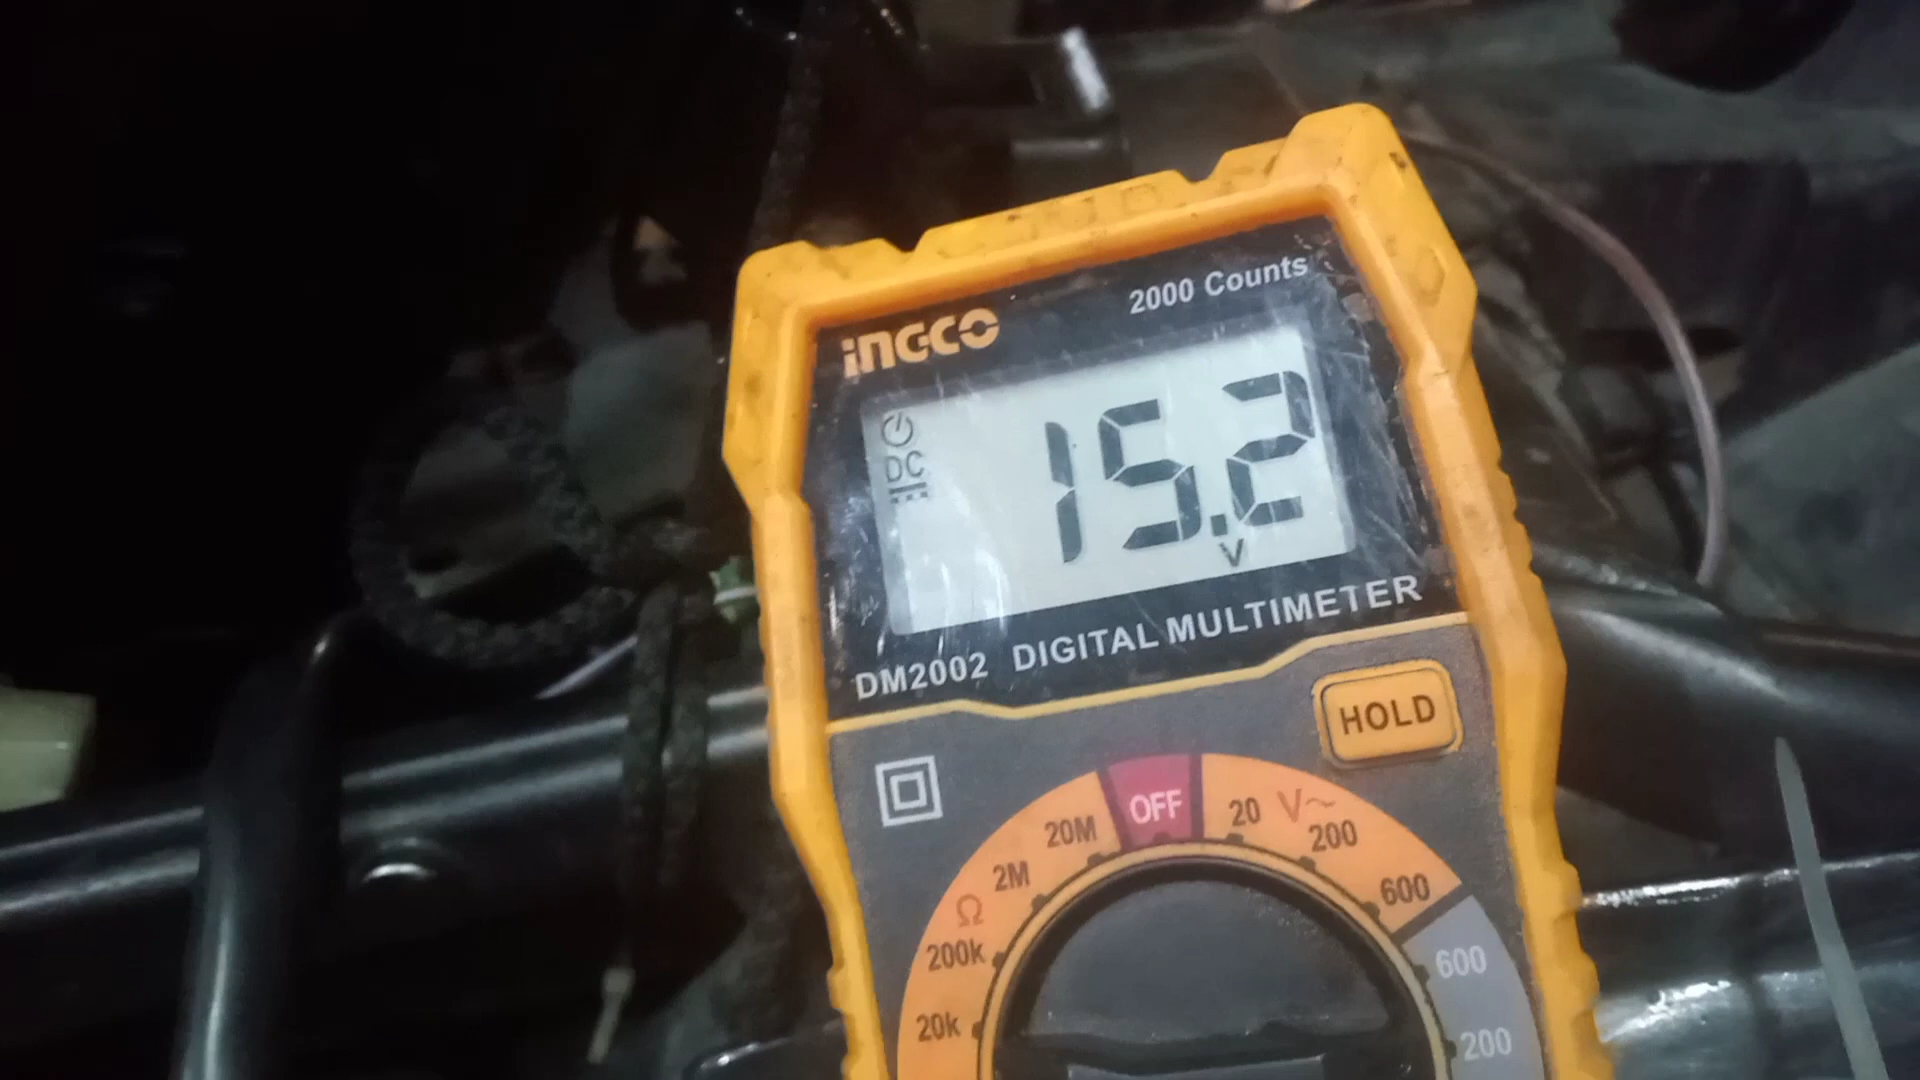 2000 Counts
INGCO
DC
15.2
V
DM2002 DIGITAL MULTIMETER
HOLD
OFF
20M 20 V~
2M 200
Ω 600
200k 600
20k 200